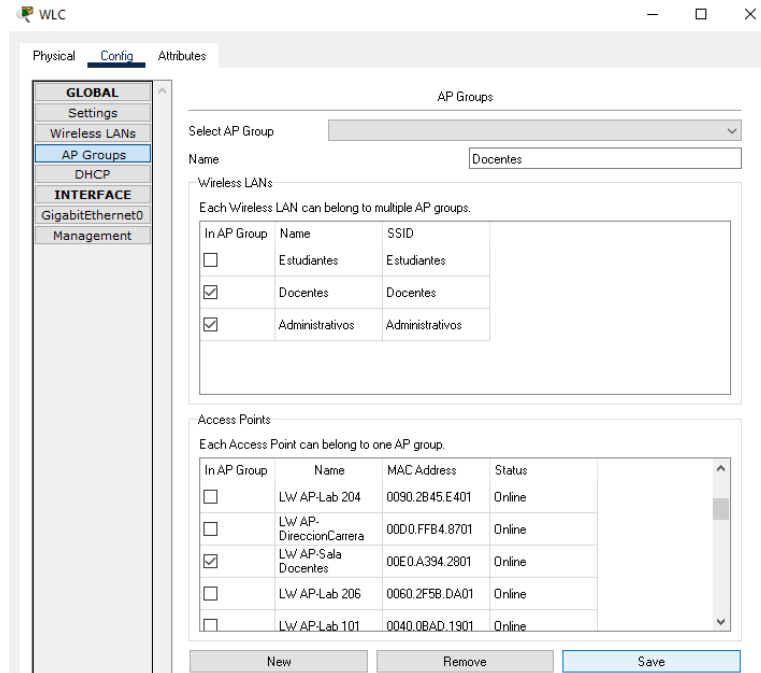 WLC
Physical Config Attributes
GLOBAL
Settings
Wireless LANs
AP Groups
DHCP
INTERFACE
GigabitEthernet0
Management
AP Groups
Select AP Group
Name Docentes
Wireless LANs
Each Wireless LAN can belong to multiple AP groups.
In AP Group Name SSID
Estudiantes Estudiantes
Docentes Docentes
Administrativos Administrativos
Access Points
Each Access Point can belong to one AP group.
In AP Group Name MAC Address Status
LW AP-Lab 204 0090.2B45.E401 Online
LW AP-
DireccionCarrera 00D0.FFB4.8701 Online
LW AP-Sala
Docentes 00E0.A394.2801 Online
LW AP-Lab 206 0060.2F5B.DA01 Online
LW AP-Lab 101 0040.0BAD.1901 Online
New Remove Save